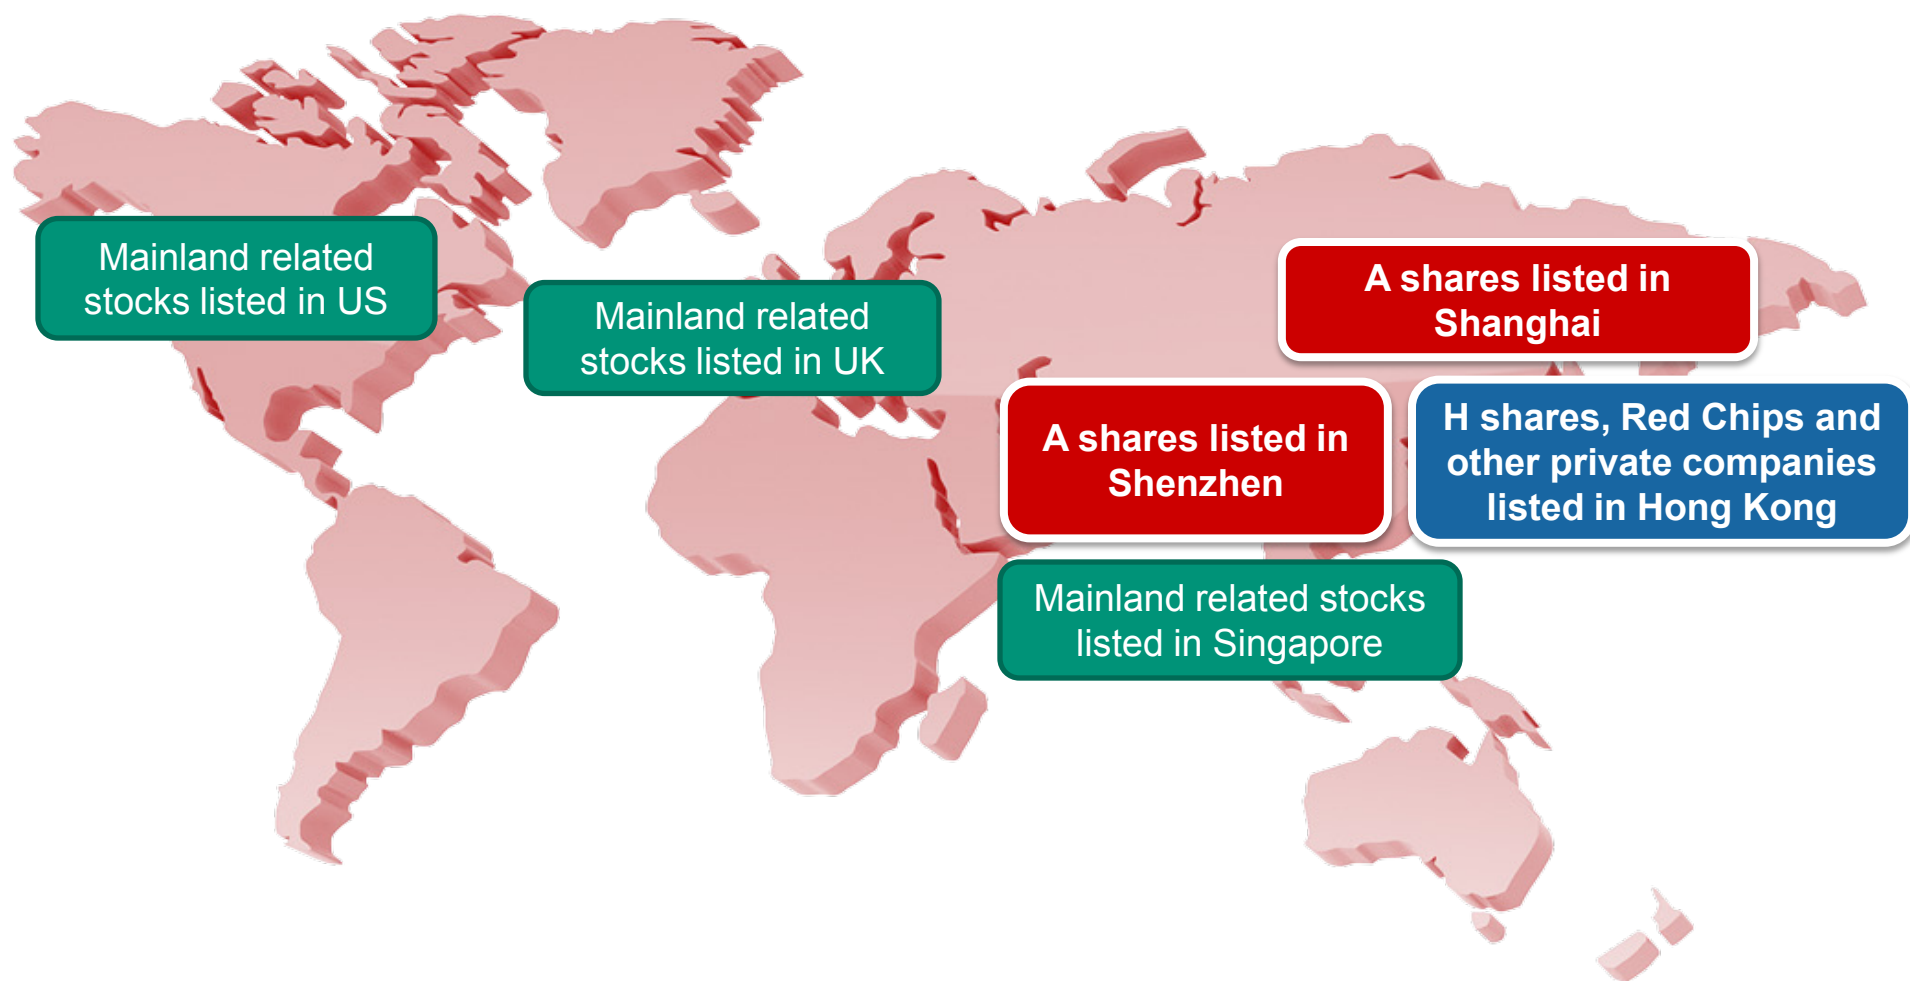 Mainland related
stocks listed in US
Mainland related
stocks listed in UK
A shares listed in
Shanghai
A shares listed in
Shenzhen
H shares, Red Chips and
other private companies
listed in Hong Kong
Mainland related stocks
listed in Singapore